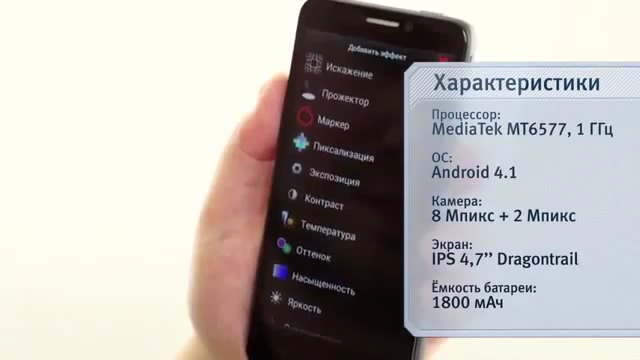 Добавить эффект
Искажение
Прожектор
Маркер
Пиксализация
Экспозиция
Контраст
Температура
Оттенок
Насыщенность
Яркость
Характеристики
Процессор:
MediaTek MT6577, 1 ГГц
ОС:
Android 4.1
Камера:
8 Мпикс + 2 Мпикс
Экран:
IPS 4,7’’ Dragontrail
Ёмкость батареи:
1800 мАч